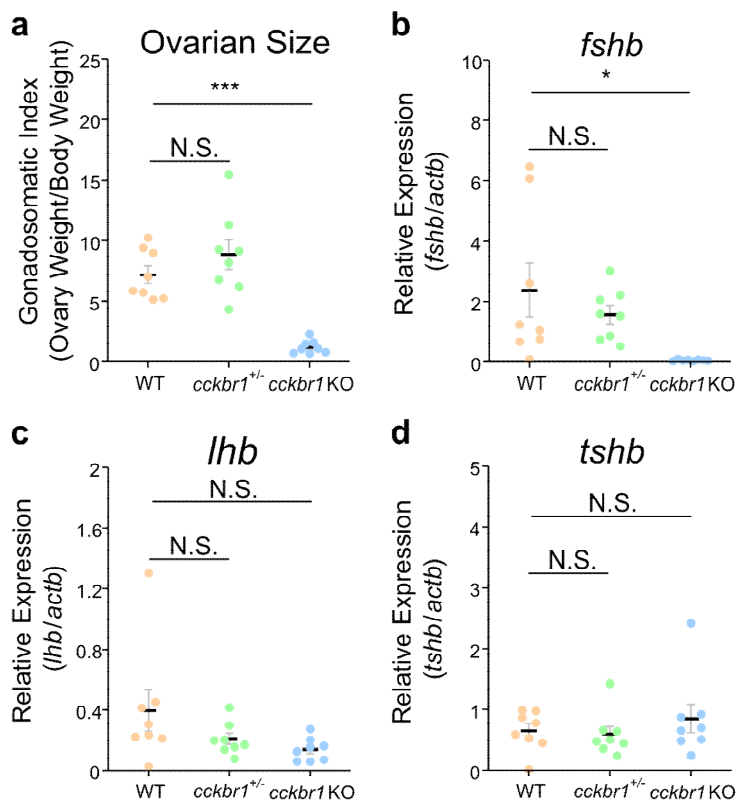 a
Ovarian Size
Gonadosomatic Index
(Ovary Weight/Body Weight)
25
20
15
10
5
0
***
N.S.
WT
cckbr1+/-
cckbr1 KO
b
fshb
Relative Expression
(fshb/actb)
10
8
6
4
2
0
*
N.S.
WT
cckbr1+/-
cckbr1 KO
c
lhb
Relative Expression
(lhb/actb)
2
1.6
1.2
0.8
0.4
0
N.S.
N.S.
WT
cckbr1+/-
cckbr1 KO
d
tshb
Relative Expression
(tshb/actb)
5
4
3
2
1
0
N.S.
N.S.
WT
cckbr1+/-
cckbr1 KO